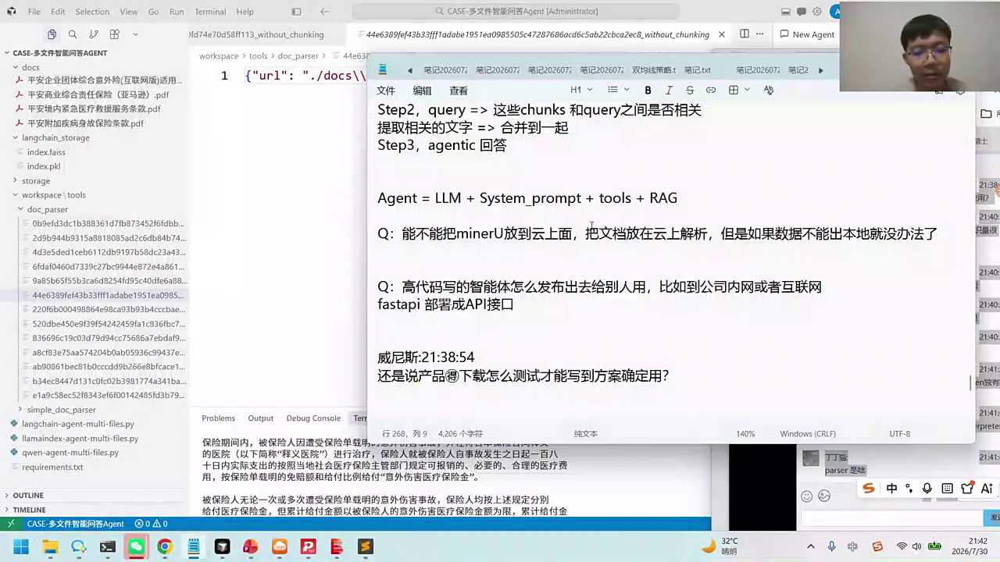 File Edit Selection View Go Run Terminal Help
CASE-多文件智能问答Agent [Administrator]
CASE-多文件智能问答AGENT
docs
平安企业团体综合意外险(互联网版)适用...
平安商业综合责任保险（亚马逊）.pdf
平安境内紧急医疗救援服务条款.pdf
平安附加疾病身故保险条款.pdf
langchain_storage
index.faiss
index.pkl
storage
workspace \ tools
doc_parser
0b9efd3dc1b388361d7fb873452f6fdbb...
2d9b944b9315a8818085ad2c6db84b74...
4d3e5ded1ceb6112db9197b58dc23a43...
6fdaf0460d7339c27bc9944e872e4a861...
9a85b65f55b3ca6d8254fd95c40dfe6a88...
44e6389fef43b33fff1adabe1951ea0985...
220f6b000498864e98ca93b93b4cccbae...
520dbe450e9f39f54242459fa1c836fbc7...
836696c19c03d79d94cc75686a7ebdaf9...
a8cf83e75aa574204b0ab05936c99437e...
ab90861bec81b0cccdd9b266e8bfcace1...
b34ec8447d131c0fc02b3981774a341ba...
e1a9c58ec52f8343ef6f00142485fd3b79...
simple_doc_parser
langchain-agent-multi-files.py
llamaindex-agent-multi-files.py
qwen-agent-multi-files.py
requirements.txt
OUTLINE
TIMELINE
0fd74e70d58ff113_without_chunking
44e6389fef43b33fff1adabe1951ea0985505c47287686acd6c5ab22cbca2ec8_without_chunking
New Agent
workspace > tools > doc_parser > 44e63
1 {"url": "./docs\\
笔记2026072 笔记2026072 笔记2026072 笔记2026072 双均线策略.t 笔记.txt 笔记2026072 笔记2
文件 编辑 查看
H1
Step2，query => 这些chunks 和query之间是否相关
提取相关的文字 => 合并到一起
Step3，agentic 回答
Agent = LLM + System_prompt + tools + RAG
Q：能不能把minerU放到云上面，把文档放在云上解析，但是如果数据不能出本地就没办法了
Q：高代码写的智能体怎么发布出去给别人用，比如到公司内网或者互联网
fastapi 部署成API接口
威尼斯:21:38:54
还是说产品🉐下载怎么测试才能写到方案确定用？
行 268，列 9 4,206 个字符 纯文本 140% Windows (CRLF) UTF-8
Problems Output Debug Console Ter
的医院（以下简称“释义医院”）进行治疗，保险人就被保险人自事故发生之日起一百八
十日内实际支出的按照当地社会医疗保险主管部门规定可报销的、必要的、合理的医疗费
用，按保险单载明的免赔额和给付比例给付“意外伤害医疗保险金”。
被保险人无论一次或多次遭受保险单载明的意外伤害事故，保险人均按上述规定分别
给付医疗保险金，但累计给付金额以被保险人的意外伤害医疗保险金额为限，累计给付金
parser 是啥
中
CASE-多文件智能问答Agent 0 0
32°C
晴朗
21:42
2026/7/30